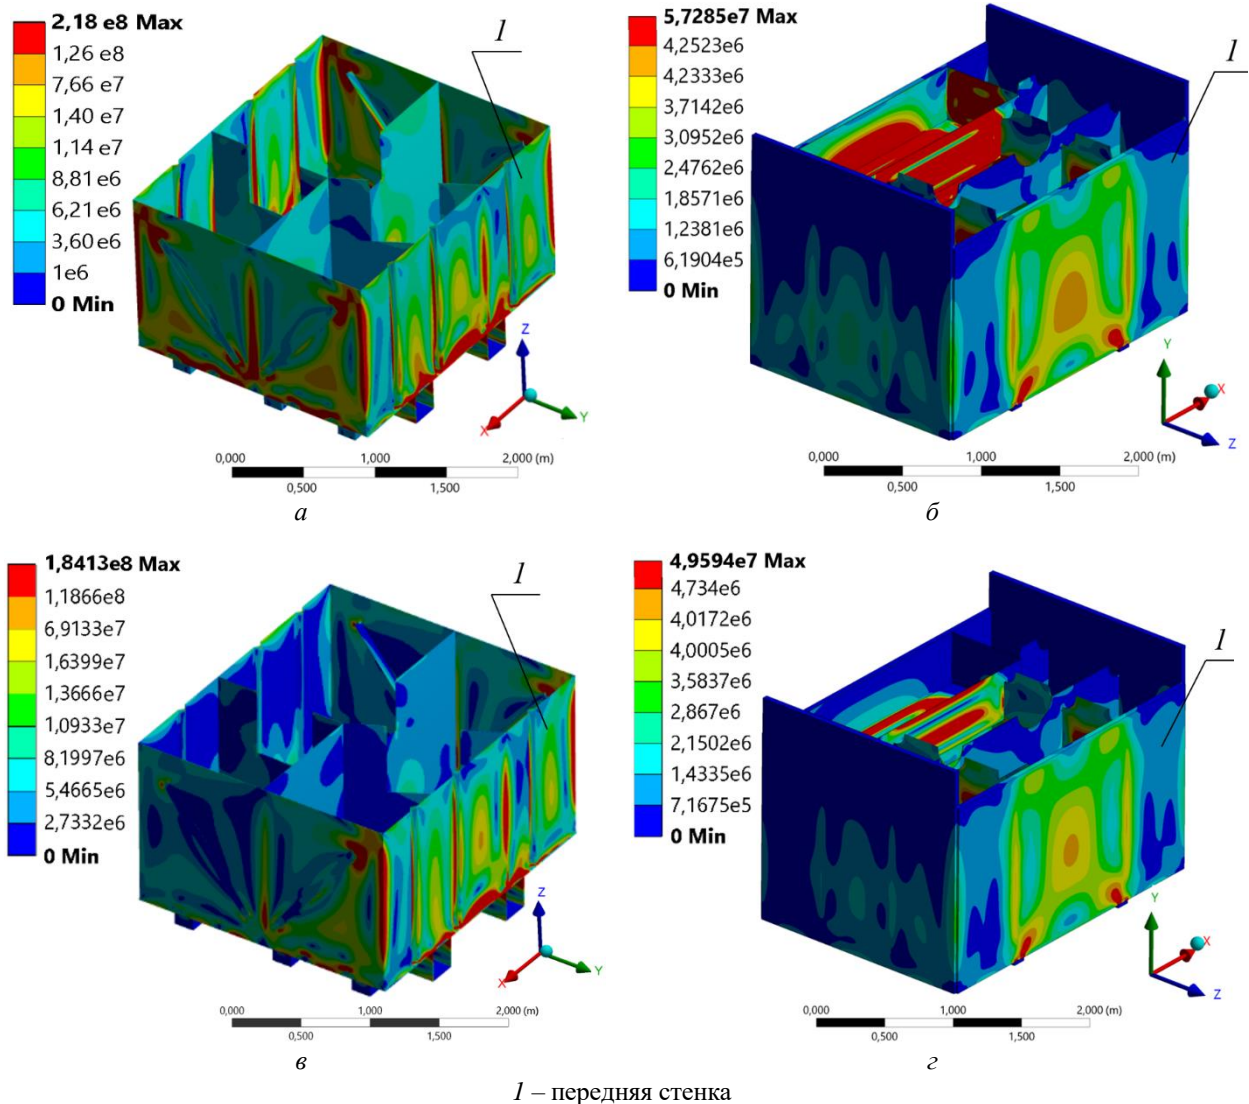 2,18 e8 Max
1,26 e8
7,66 e7
1,40 e7
1,14 e7
8,81 e6
6,21 e6
3,60 e6
1e6
0 Min
1
Z
X
Y
0,000 1,000 2,000 (m)
0,500 1,500
а
5,7285e7 Max
4,2523e6
4,2333e6
3,7142e6
3,0952e6
2,4762e6
1,8571e6
1,2381e6
6,1904e5
0 Min
1
Y
X
Z
0,000 1,000 2,000 (m)
0,500 1,500
б
1,8413e8 Max
1,1866e8
6,9133e7
1,6399e7
1,3666e7
1,0933e7
8,1997e6
5,4665e6
2,7332e6
0 Min
1
Z
X
Y
0,000 1,000 2,000 (m)
0,500 1,500
в
4,9594e7 Max
4,734e6
4,0172e6
4,0005e6
3,5837e6
2,867e6
2,1502e6
1,4335e6
7,1675e5
0 Min
1
Y
X
Z
0,000 1,000 2,000 (m)
0,500 1,500
г
1 – передняя стенка